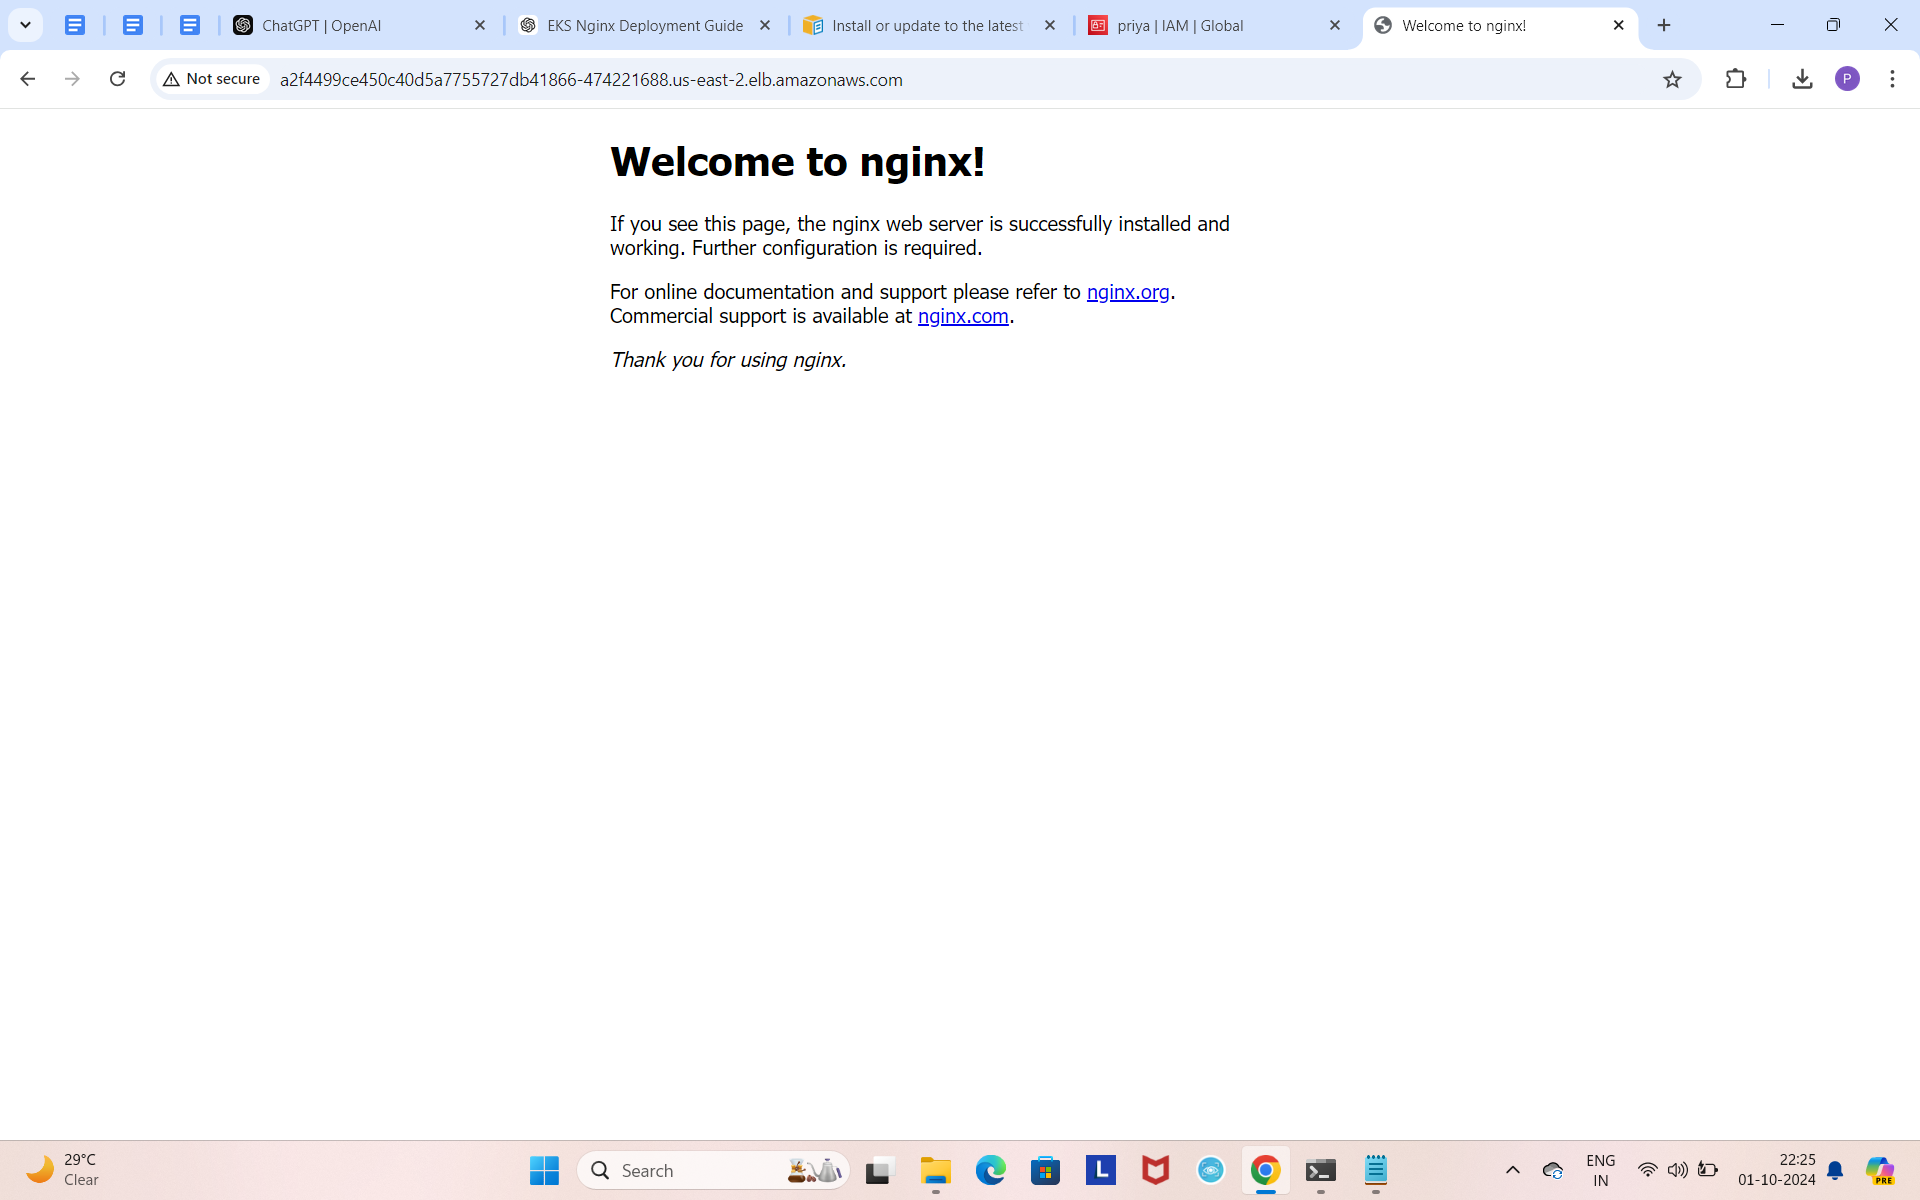 ChatGPT | OpenAI
EKS Nginx Deployment Guide
Install or update to the latest
priya | IAM | Global
Welcome to nginx!
Not secure
a2f4499ce450c40d5a7755727db41866-474221688.us-east-2.elb.amazonaws.com
P
Welcome to nginx!
If you see this page, the nginx web server is successfully installed and
working. Further configuration is required.
For online documentation and support please refer to nginx.org.
Commercial support is available at nginx.com.
Thank you for using nginx.
29°C
Clear
Search
L
ENG
IN
22:25
01-10-2024
PRE